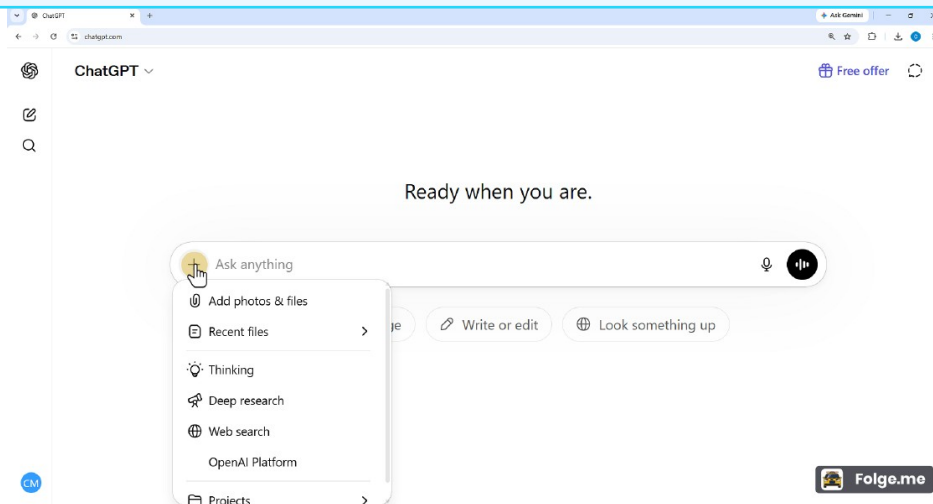 ChatGPT
Ask Gemini
chatgpt.com
ChatGPT
Free offer
Ready when you are.
Ask anything
Add photos & files
Recent files
Write or edit
Look something up
Thinking
Deep research
Web search
OpenAI Platform
Projects
CM
Folge.me